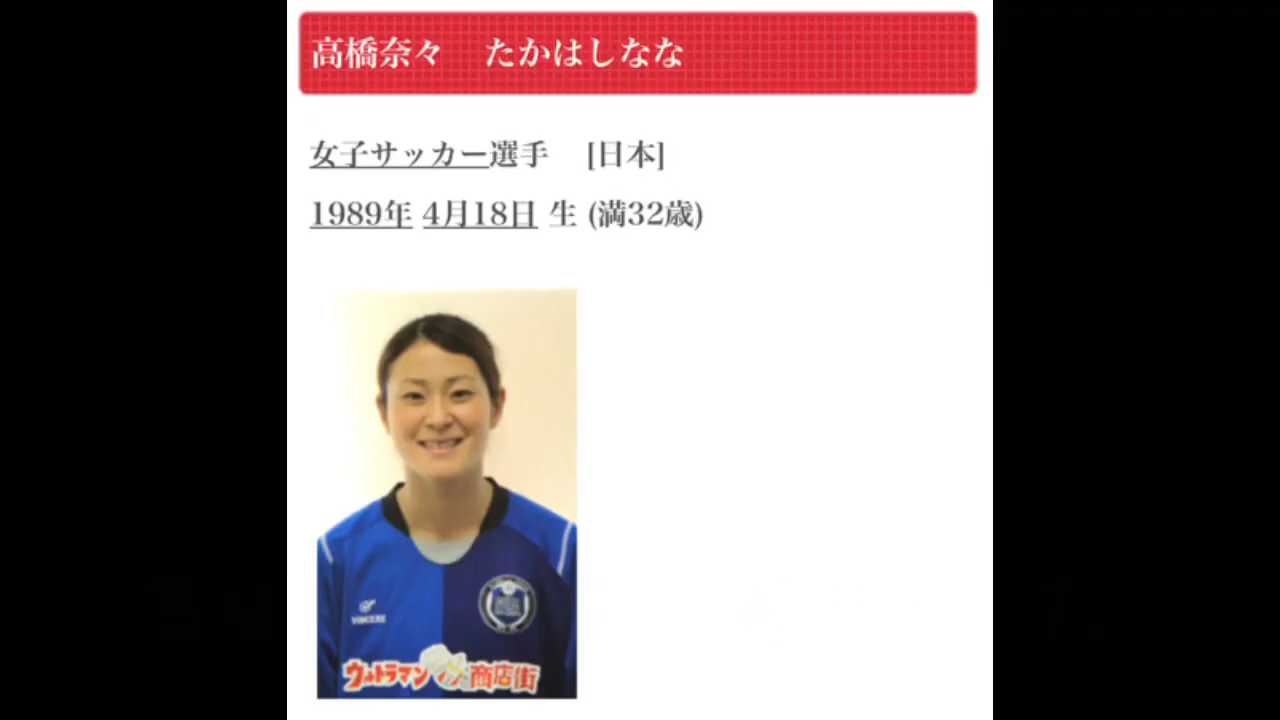 高橋奈々　たかはしなな
女子サッカー選手　[日本]
1989年 4月18日 生 (満32歳)
ウルトラマン商店街